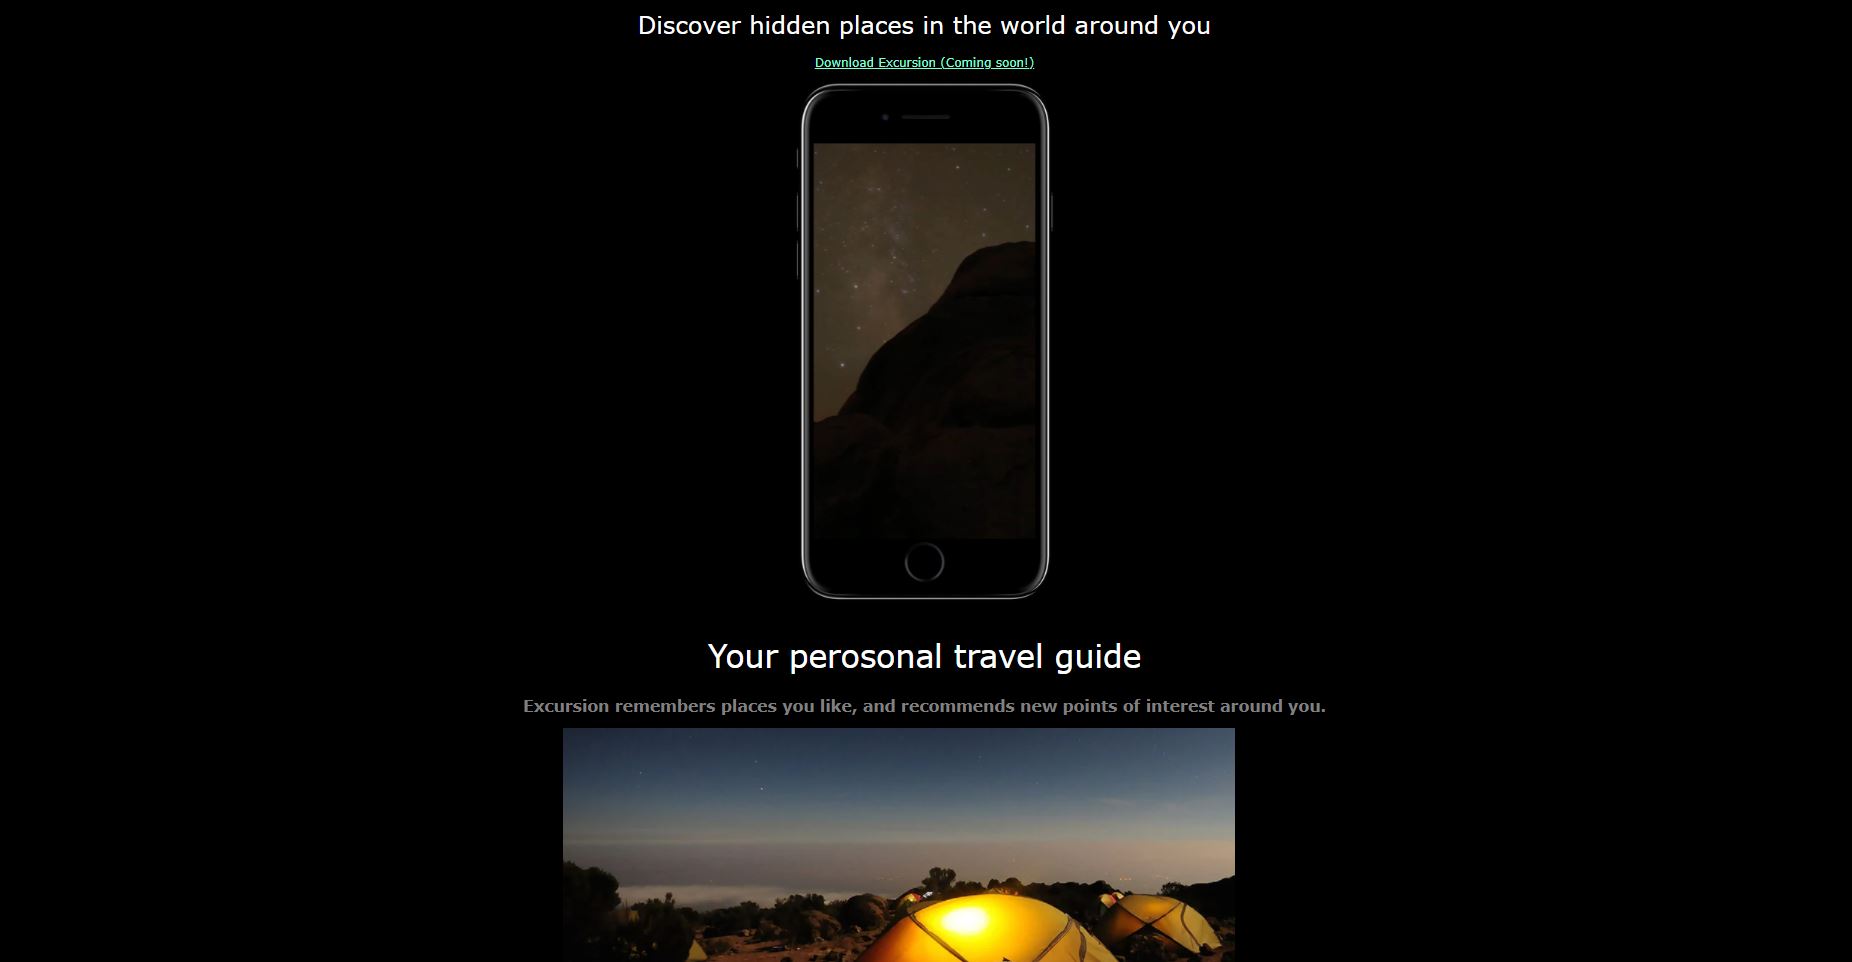 Discover hidden places in the world around you
Download Excursion (Coming soon!)
Your perosonal travel guide
Excursion remembers places you like, and recommends new points of interest around you.